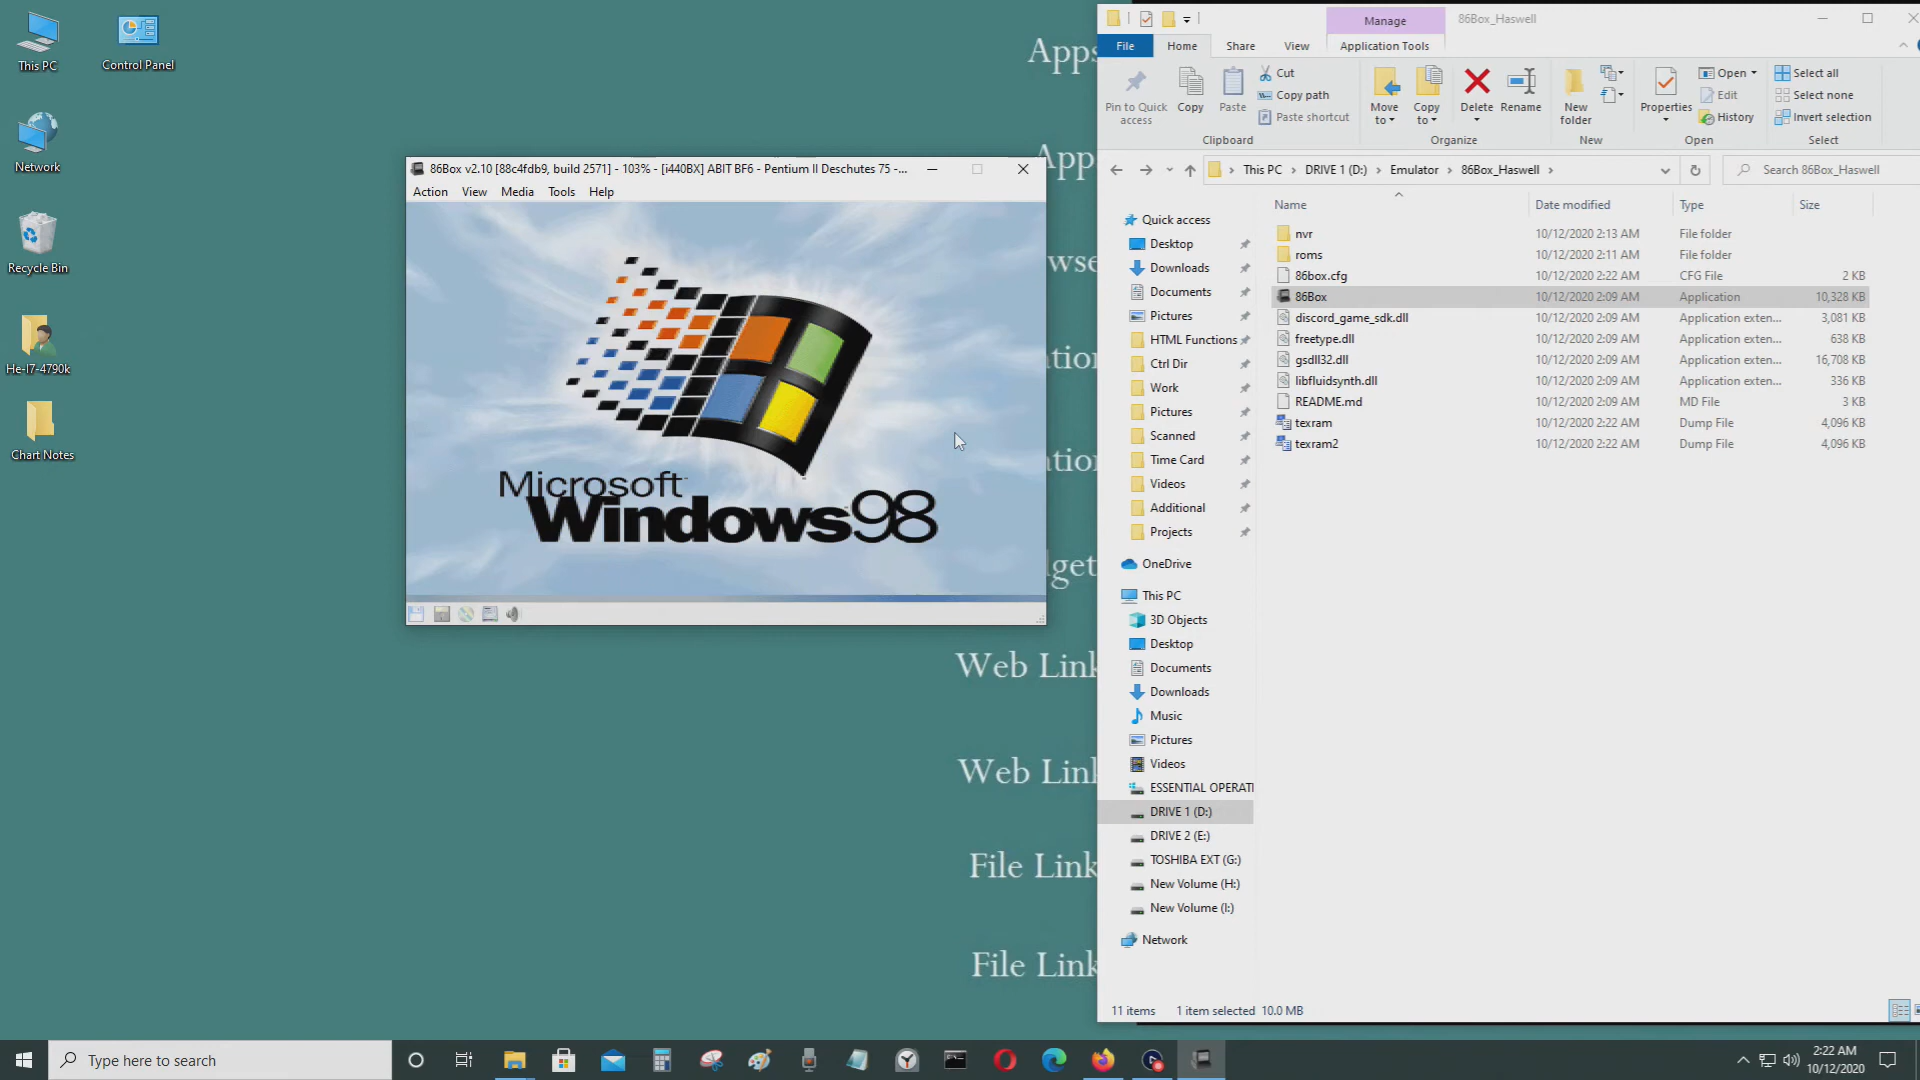 This PC
Control Panel
Network
Recycle Bin
He-I7-4790k
Chart Notes
Apps
App
wse
tion
ation
dget
Web Link
Web Link
File Link
File Link
86Box v2.10 [88c4fdb9, build 2571] - 103% - [i440BX] ABIT BF6 - Pentium II Deschutes 75 -...
Action View Media Tools Help
Microsoft
Windows98
Manage
86Box_Haswell
File Home Share View Application Tools
Pin to Quick access
Copy
Paste
Cut
Copy path
Paste shortcut
Clipboard
Move to
Copy to
Delete
Rename
Organize
New folder
New
Properties
Open
Edit
History
Open
Select all
Select none
Invert selection
Select
This PC DRIVE 1 (D:) Emulator 86Box_Haswell
Search 86Box_Haswell
Quick access
Desktop
Downloads
Documents
Pictures
HTML Functions
Ctrl Dir
Work
Pictures
Scanned
Time Card
Videos
Additional
Projects
OneDrive
This PC
3D Objects
Desktop
Documents
Downloads
Music
Pictures
Videos
ESSENTIAL OPERATI
DRIVE 1 (D:)
DRIVE 2 (E:)
TOSHIBA EXT (G:)
New Volume (H:)
New Volume (I:)
Network
Name Date modified Type Size
nvr 10/12/2020 2:13 AM File folder
roms 10/12/2020 2:11 AM File folder
86box.cfg 10/12/2020 2:22 AM CFG File 2 KB
86Box 10/12/2020 2:09 AM Application 10,328 KB
discord_game_sdk.dll 10/12/2020 2:09 AM Application exten... 3,081 KB
freetype.dll 10/12/2020 2:09 AM Application exten... 638 KB
gsdll32.dll 10/12/2020 2:09 AM Application exten... 16,708 KB
libfluidsynth.dll 10/12/2020 2:09 AM Application exten... 336 KB
README.md 10/12/2020 2:09 AM MD File 3 KB
texram 10/12/2020 2:22 AM Dump File 4,096 KB
texram2 10/12/2020 2:22 AM Dump File 4,096 KB
11 items 1 item selected 10.0 MB
Type here to search
2:22 AM
10/12/2020